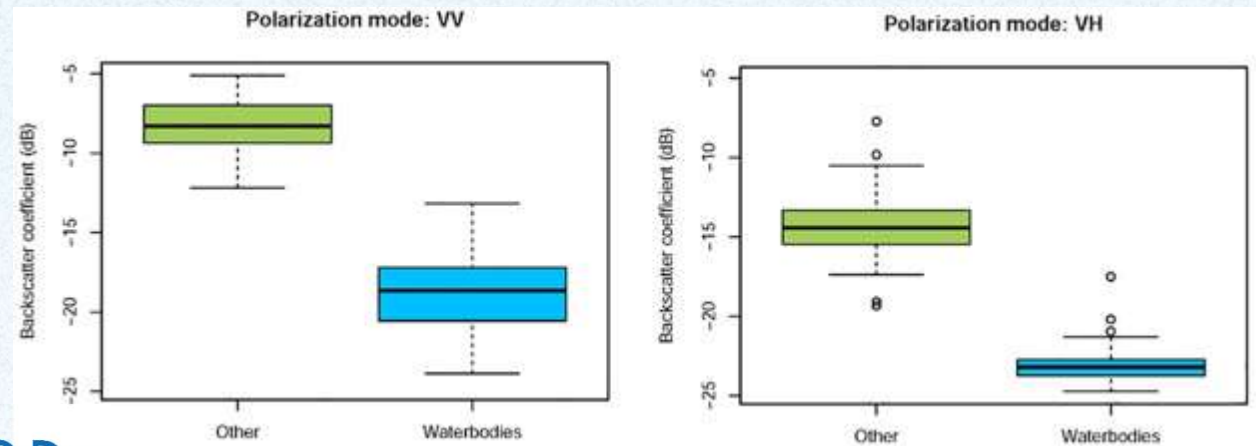 Polarization mode: VV
Backscatter coefficient (dB)
-5
-10
-15
-20
-25
Other
Waterbodies
Polarization mode: VH
Backscatter coefficient (dB)
-5
-10
-15
-20
-25
Other
Waterbodies